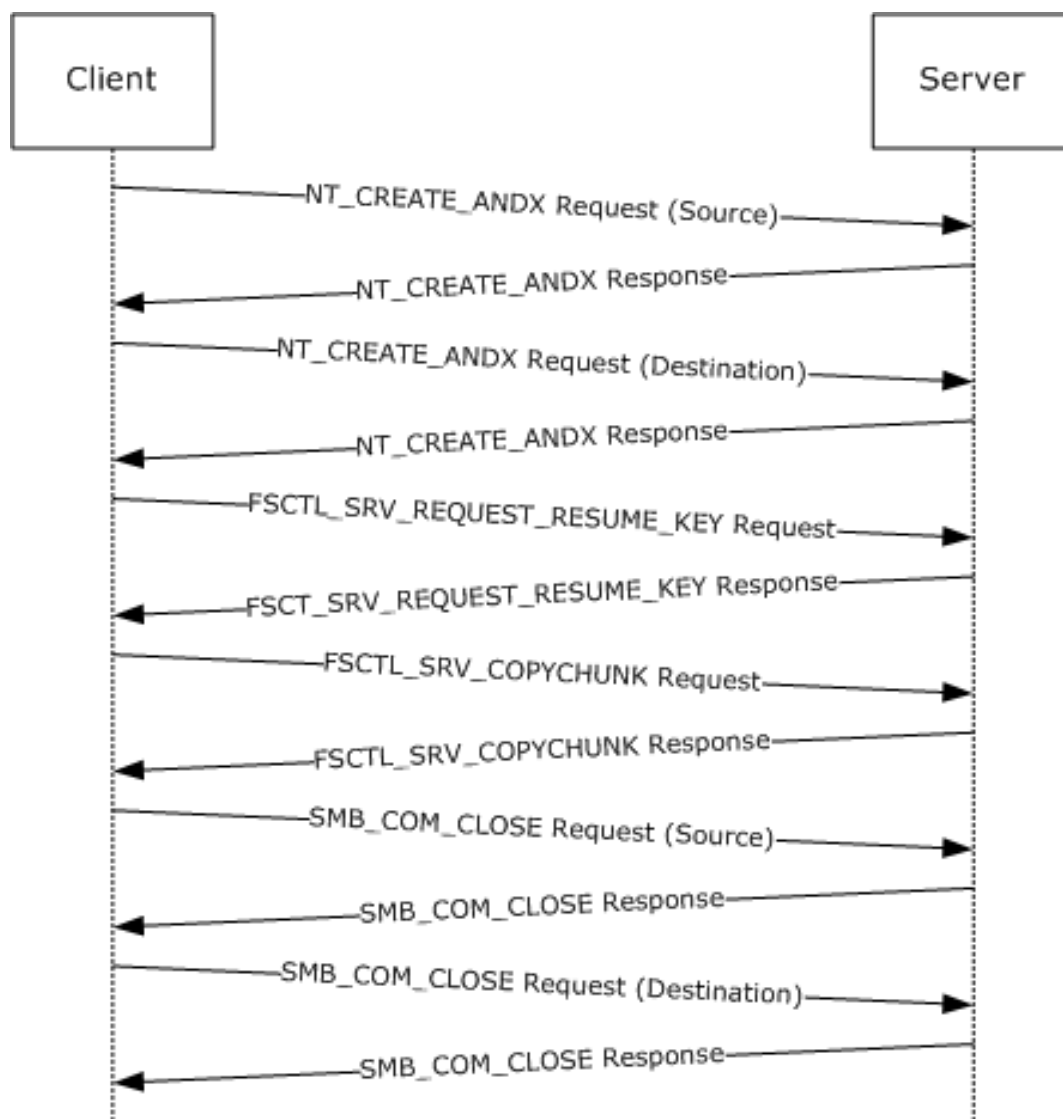 Client
Server
NT_CREATE_ANDX Request (Source)
NT_CREATE_ANDX Response
NT_CREATE_ANDX Request (Destination)
NT_CREATE_ANDX Response
FSCTL_SRV_REQUEST_RESUME_KEY Request
FSCT_SRV_REQUEST_RESUME_KEY Response
FSCTL_SRV_COPYCHUNK Request
FSCTL_SRV_COPYCHUNK Response
SMB_COM_CLOSE Request (Source)
SMB_COM_CLOSE Response
SMB_COM_CLOSE Request (Destination)
SMB_COM_CLOSE Response